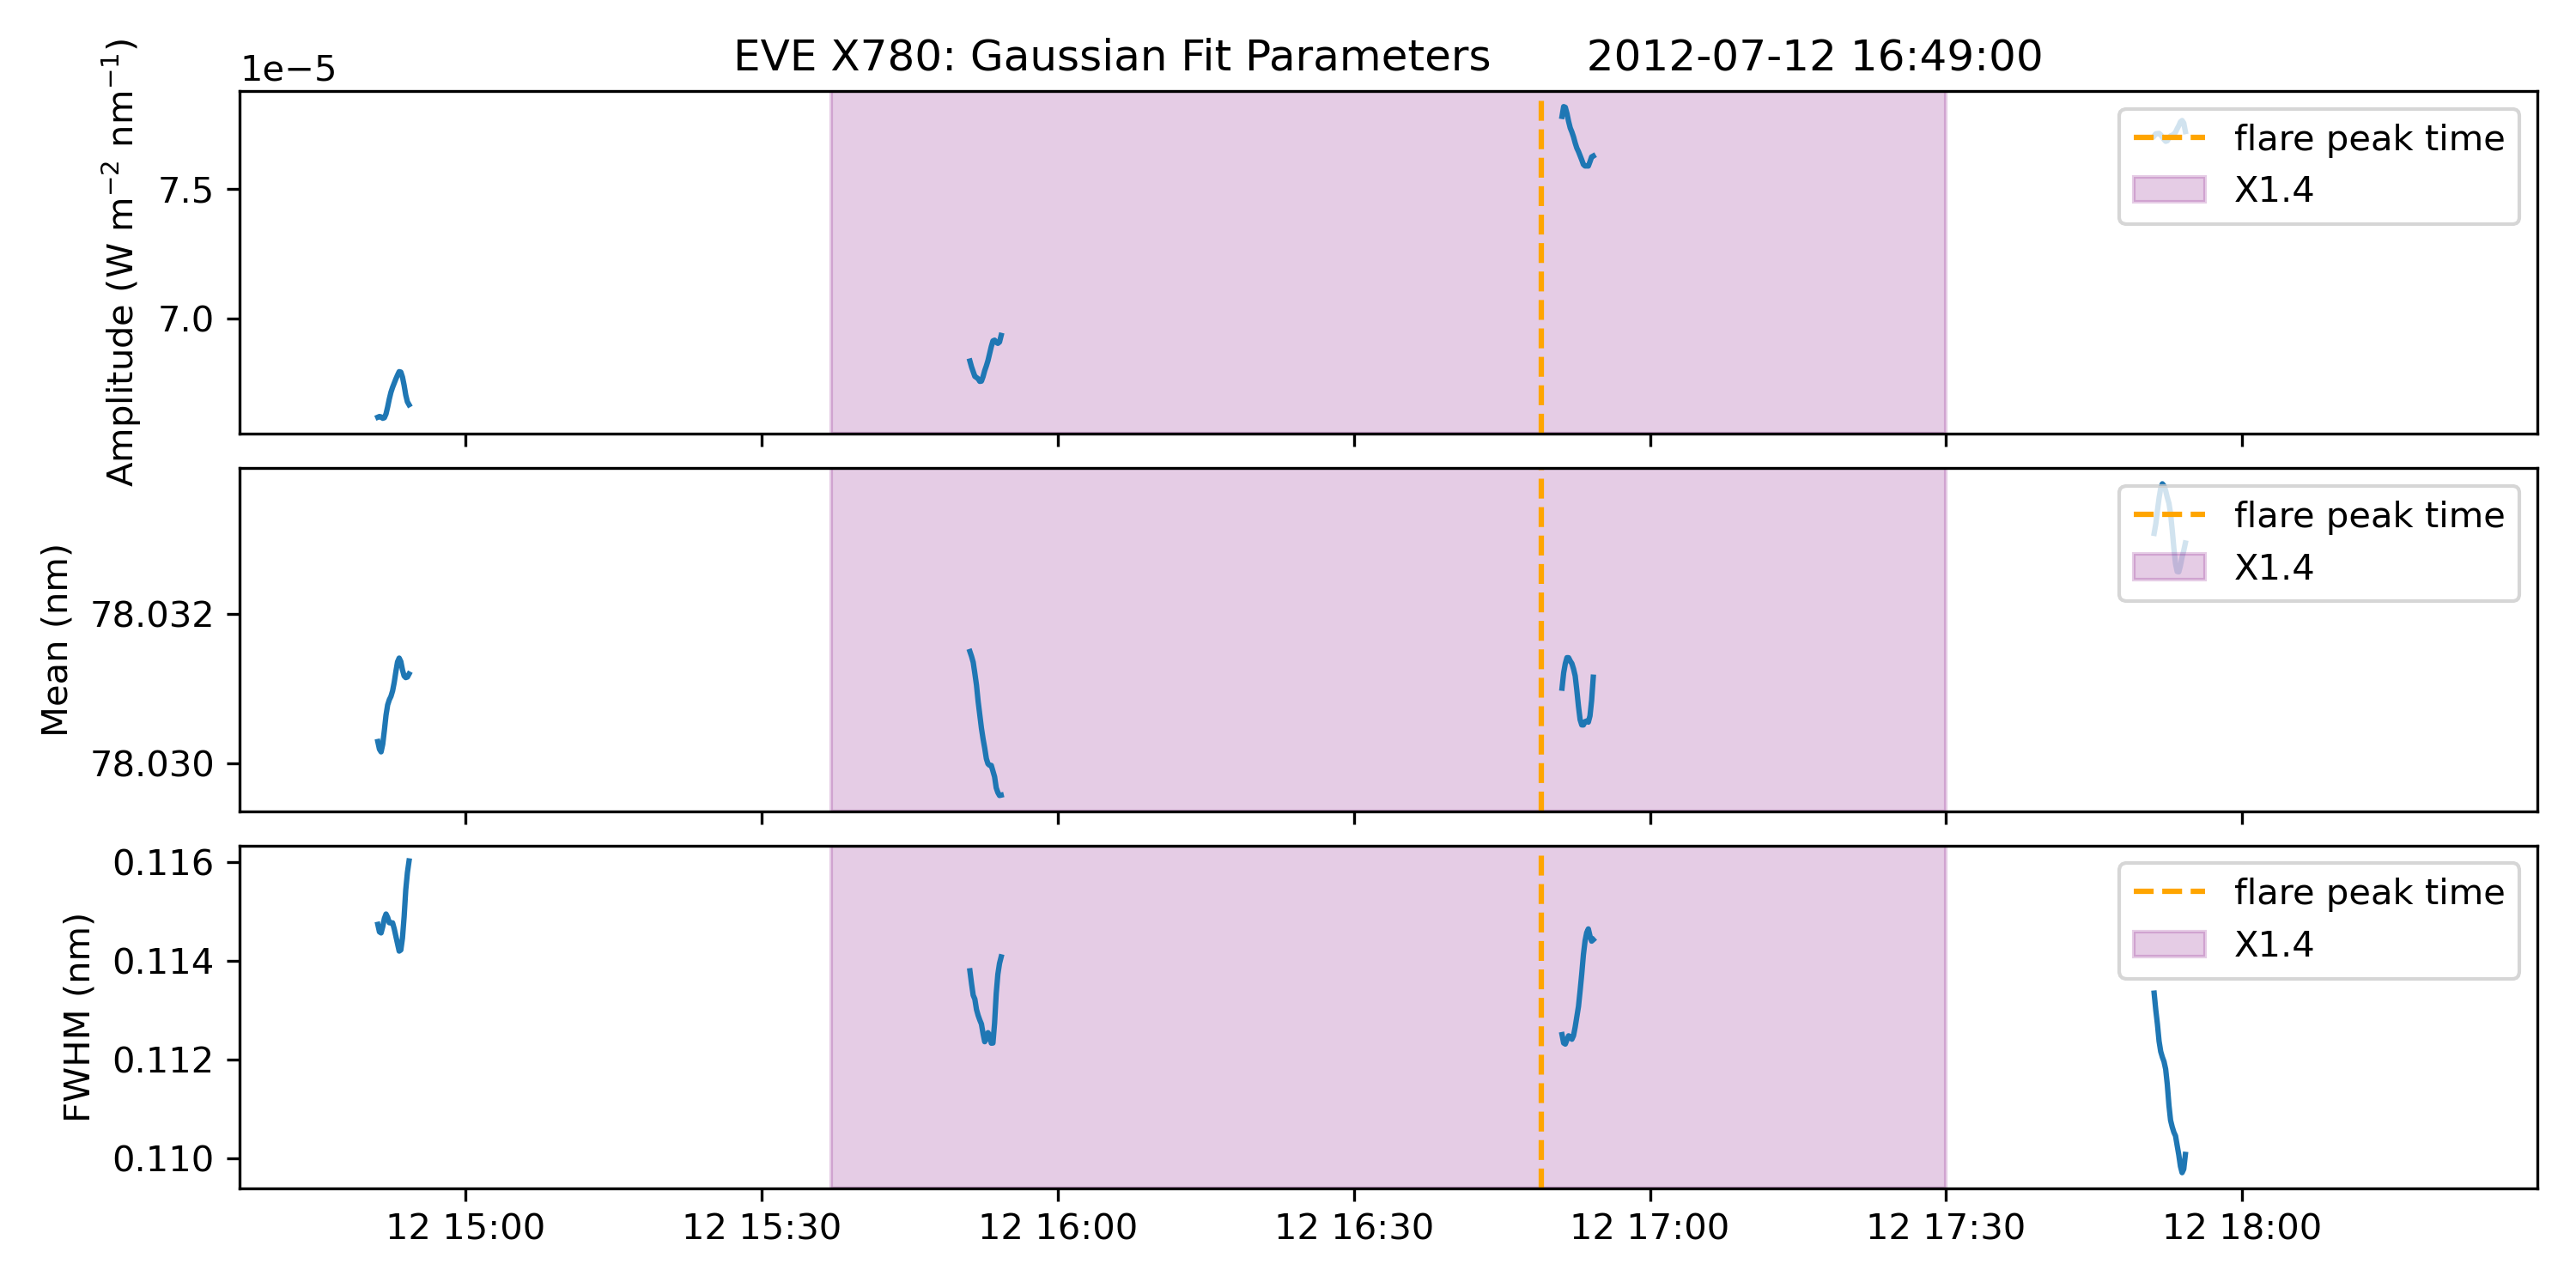 EVE X780: Gaussian Fit Parameters 2012-07-12 16:49:00
1e−5
Amplitude (W m−2 nm−1)
7.5
7.0
flare peak time
X1.4
Mean (nm)
78.032
78.030
flare peak time
X1.4
FWHM (nm)
0.116
0.114
0.112
0.110
flare peak time
X1.4
12 15:00 12 15:30 12 16:00 12 16:30 12 17:00 12 17:30 12 18:00